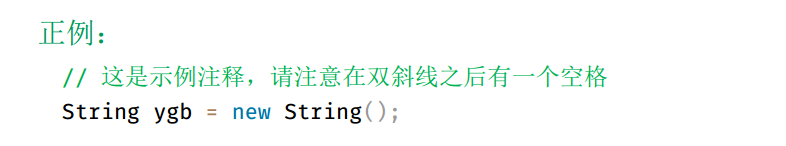 正例：
// 这是示例注释，请注意在双斜线之后有一个空格
String ygb = new String();